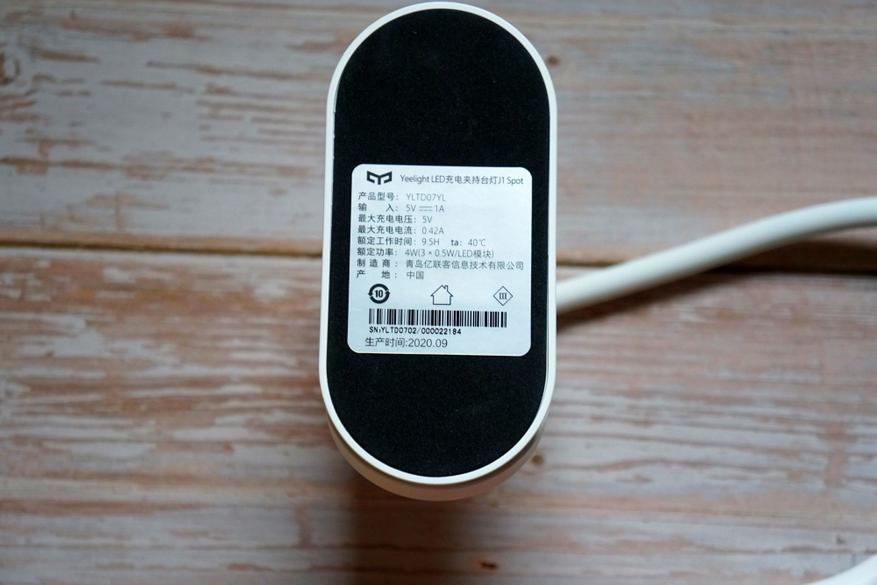 Yeelight LED充电夹持台灯J1 Spot
产品型号: YLTD07YL
输 入: 5V⎓1A
最大充电电压: 5V
最大充电电流: 0.42A
额定工作时间: 9.5H ta: 40℃
额定功率: 4W(3×0.5W/LED模块)
制 造 商: 青岛亿联客信息技术有限公司
产 地: 中国
10
III
SN:YLTD0702/000022184
生产时间:2020.09